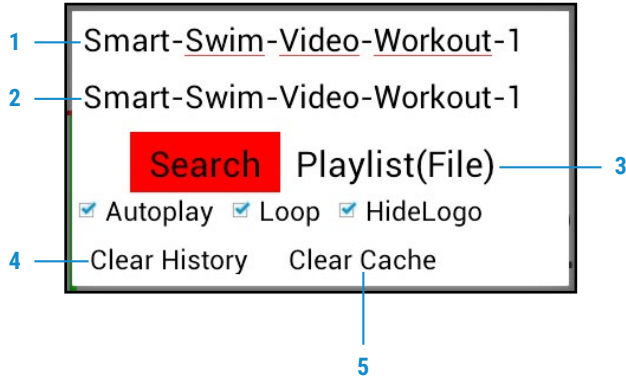 1 Smart-Swim-Video-Workout-1
2 Smart-Swim-Video-Workout-1
Search Playlist(File) 3
Autoplay Loop HideLogo
4 Clear History Clear Cache
5